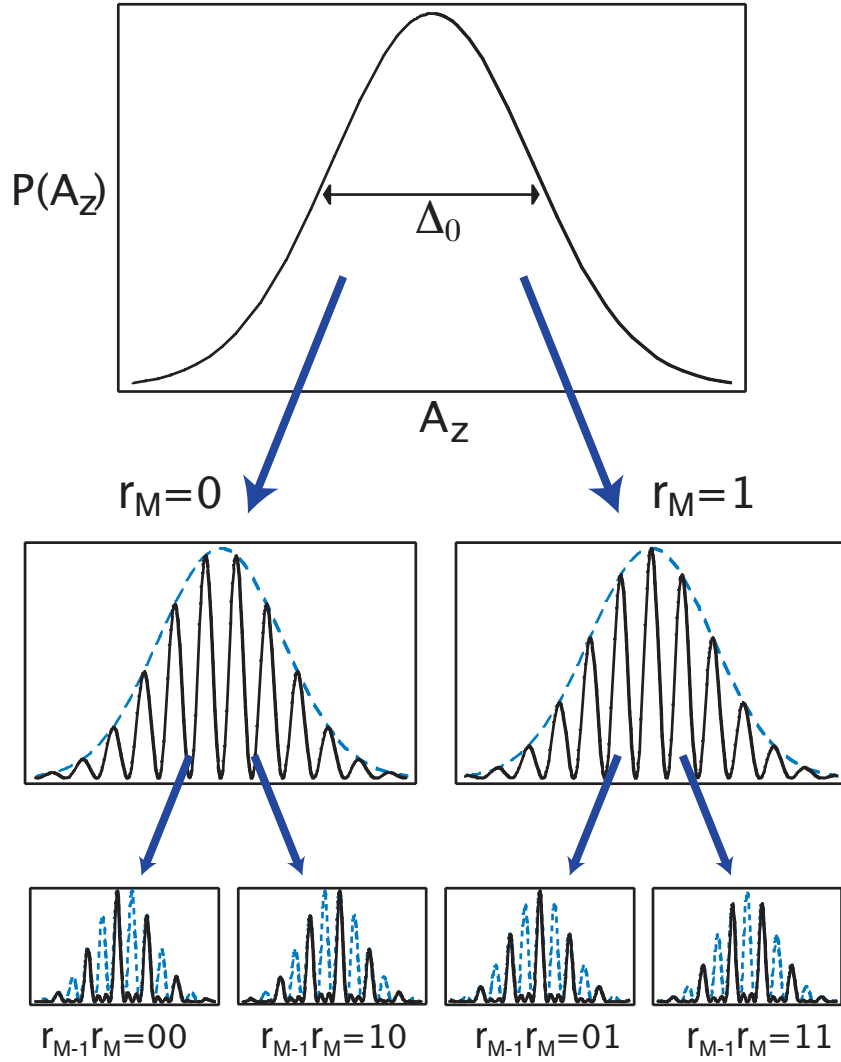 P(A_z)
Δ_0
A_z
r_M=0
r_M=1
r_{M-1}r_M=00
r_{M-1}r_M=10
r_{M-1}r_M=01
r_{M-1}r_M=11